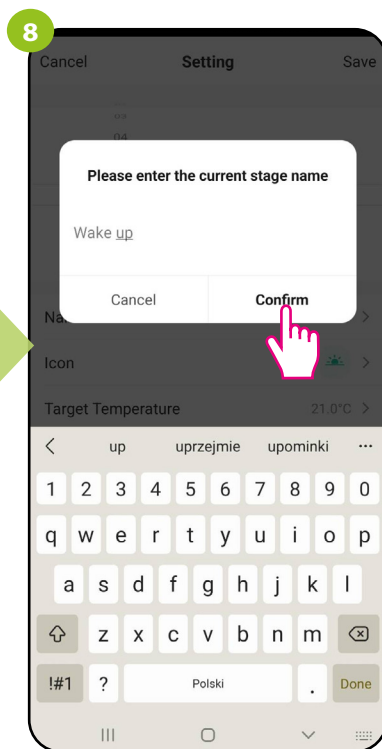 8
Cancel Setting Save
04
Please enter the current stage name
Wake up
Cancel Confirm
Na
Icon
Target Temperature 21.0°C
up uprzejmie upominki ...
1 2 3 4 5 6 7 8 9 0
q w e r t y u i o p
a s d f g h j k l
z x c v b n m
!#1 ? Polski . Done